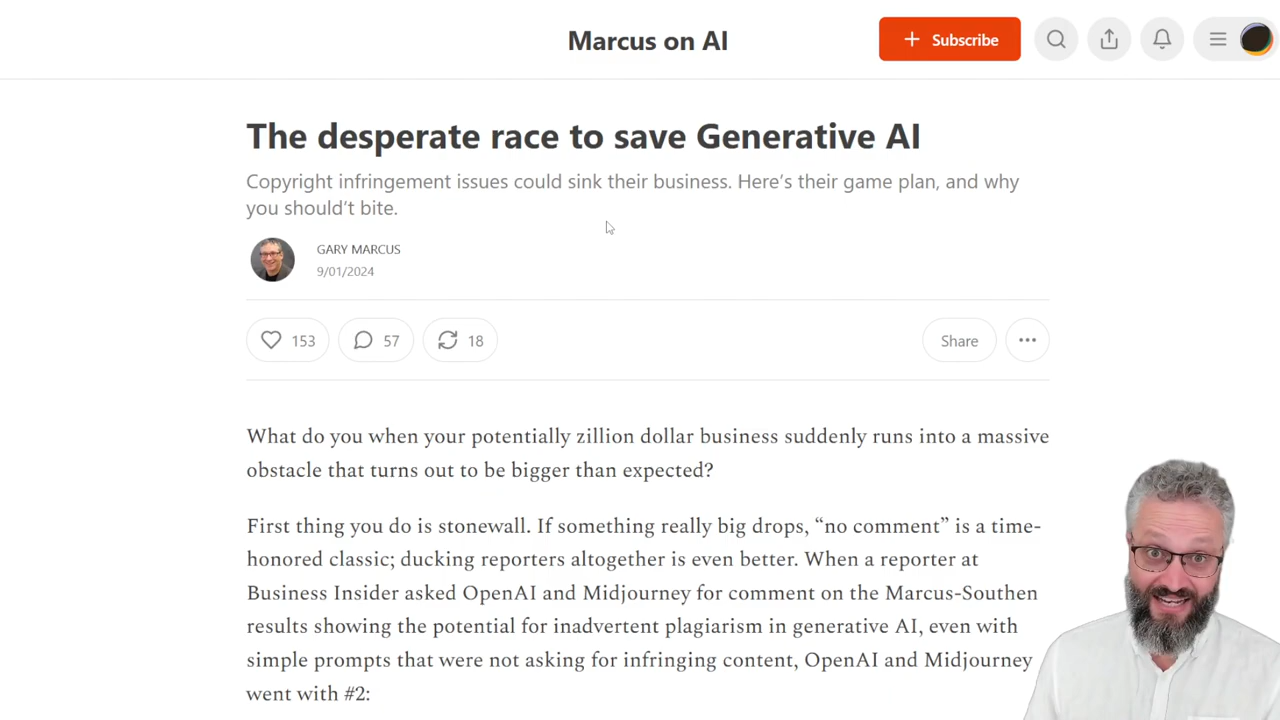 Marcus on AI
+ Subscribe
The desperate race to save Generative AI
Copyright infringement issues could sink their business. Here’s their game plan, and why
you should’t bite.
GARY MARCUS
9/01/2024
153
57
18
Share
What do you when your potentially zillion dollar business suddenly runs into a massive
obstacle that turns out to be bigger than expected?
First thing you do is stonewall. If something really big drops, “no comment” is a time-
honored classic; ducking reporters altogether is even better. When a reporter at
Business Insider asked OpenAI and Midjourney for comment on the Marcus-Southen
results showing the potential for inadvertent plagiarism in generative AI, even with
simple prompts that were not asking for infringing content, OpenAI and Midjourney
went with #2: